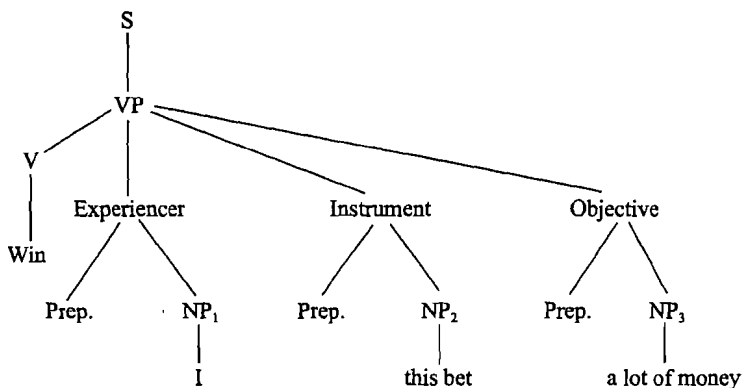 S
VP
V
Experiencer Instrument Objective
Win
Prep. NP₁ Prep. NP₂ Prep. NP₃
I this bet a lot of money